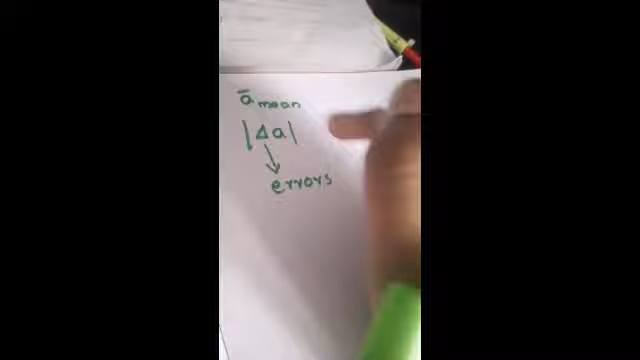 ā mean
|Δa|
↓
errors